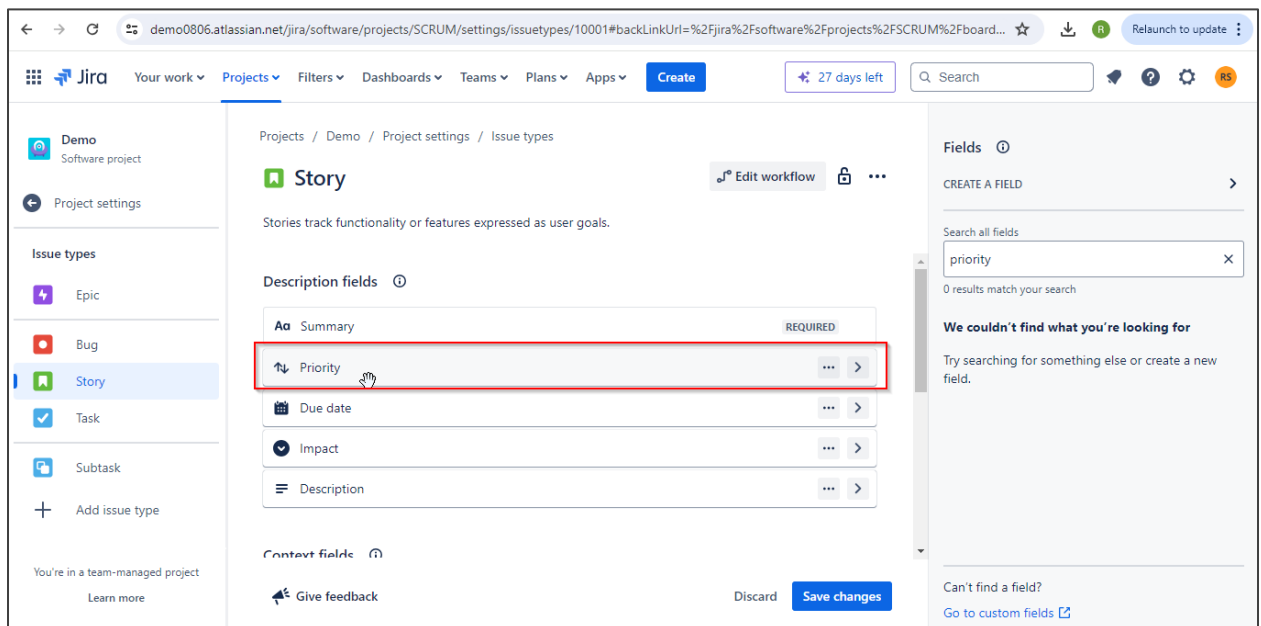 demo0806.atlassian.net/jira/software/projects/SCRUM/settings/issuetypes/10001#backLinkUrl=%2Fjira%2Fsoftware%2Fprojects%2FSCRUM%2Fboard...
R
Relaunch to update
Jira
Your work
Projects
Filters
Dashboards
Teams
Plans
Apps
Create
27 days left
Search
RS
Demo
Software project
Project settings
Issue types
Epic
Bug
Story
Task
Subtask
Add issue type
You're in a team-managed project
Learn more
Projects / Demo / Project settings / Issue types
Story
Edit workflow
Stories track functionality or features expressed as user goals.
Description fields
Aa Summary
REQUIRED
Priority
Due date
Impact
Description
Context fields
Give feedback
Discard
Save changes
Fields
CREATE A FIELD
Search all fields
priority
0 results match your search
We couldn't find what you're looking for
Try searching for something else or create a new
field.
Can't find a field?
Go to custom fields